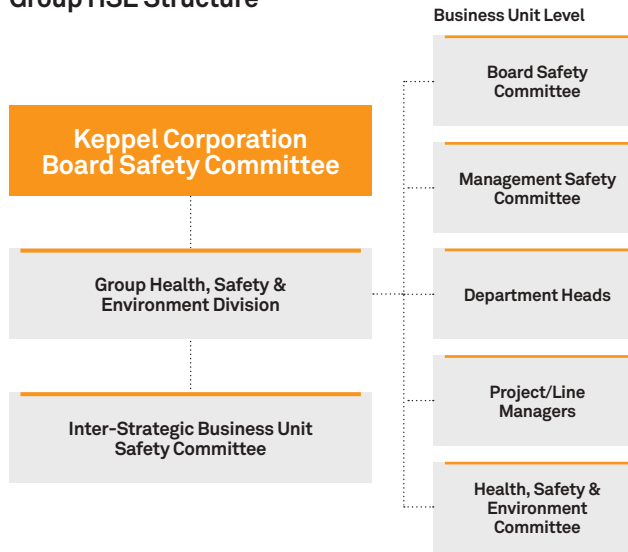 Group HSE Structure
Business Unit Level
Keppel Corporation
Board Safety Committee
Group Health, Safety &
Environment Division
Inter-Strategic Business Unit
Safety Committee
Board Safety
Committee
Management Safety
Committee
Department Heads
Project/Line
Managers
Health, Safety &
Environment
Committee